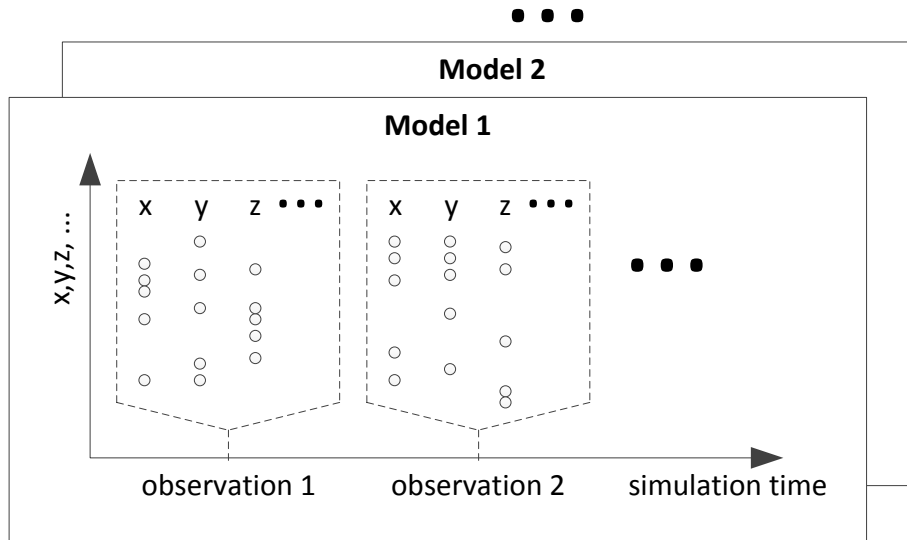 ...
Model 2
Model 1
x y z ...
x y z ...
...
x,y,z, ...
observation 1
observation 2
simulation time